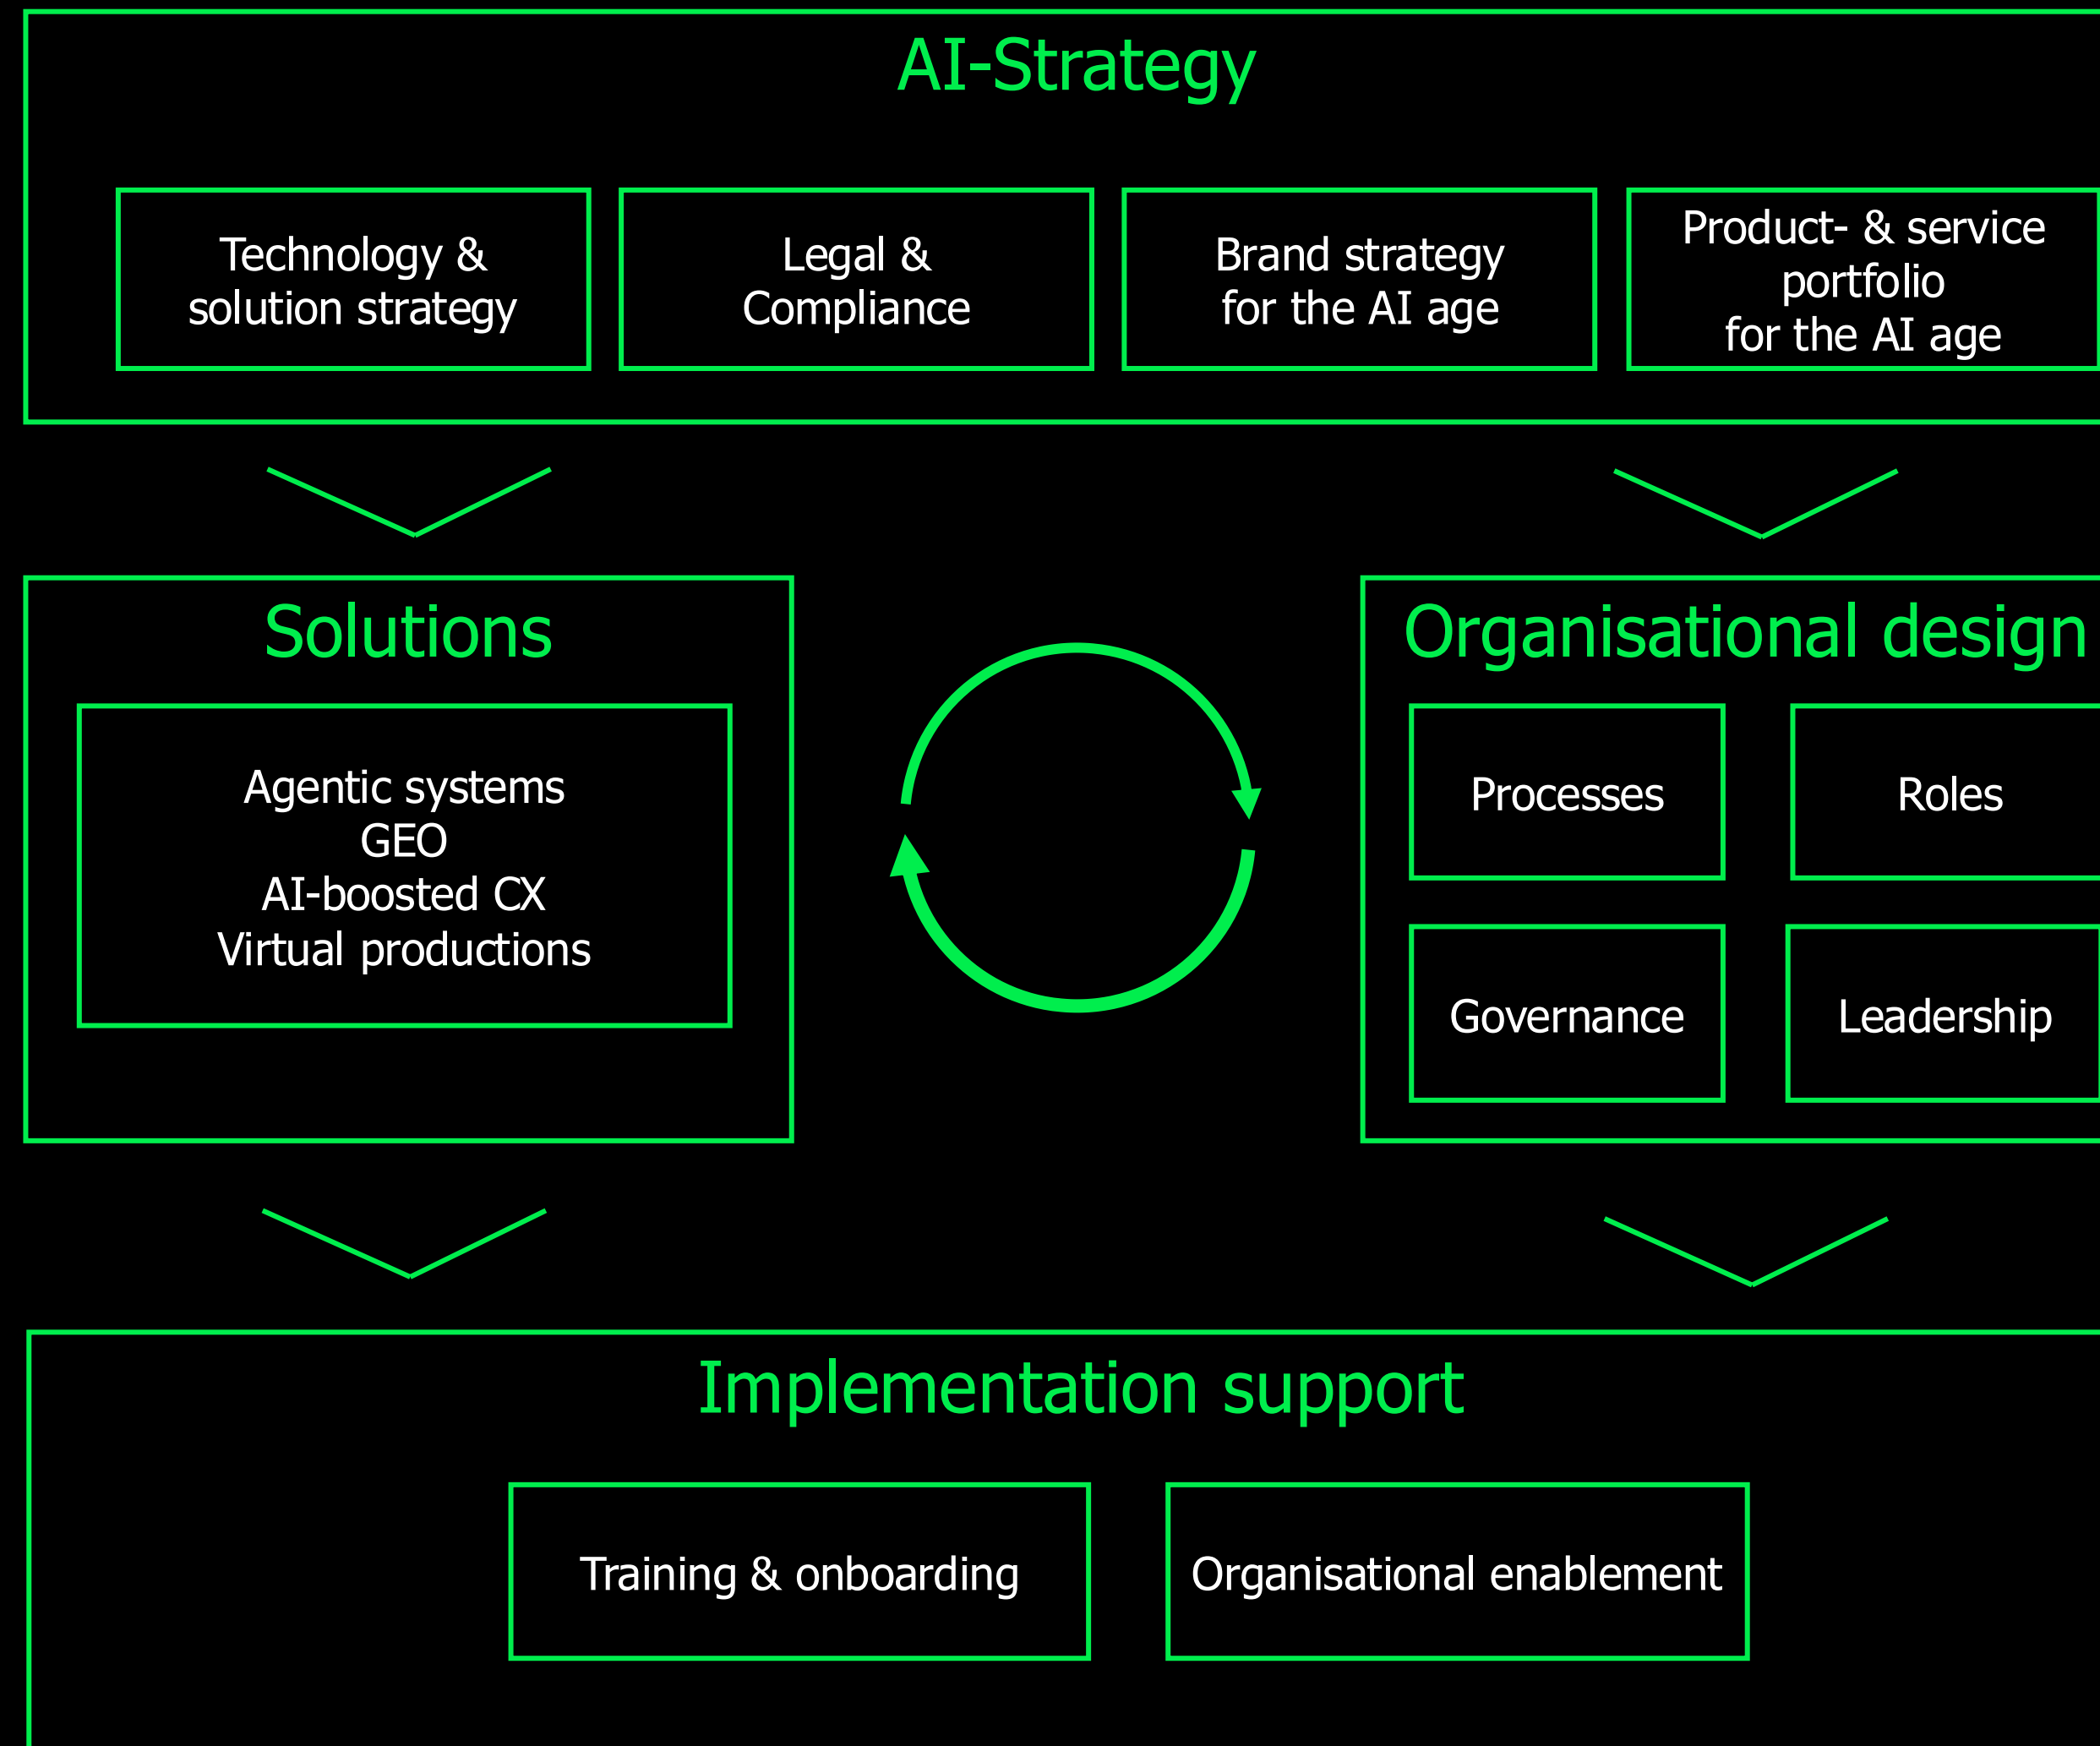 AI-Strategy
Technology &
solution strategy
Legal &
Compliance
Brand strategy
for the AI age
Product- & service
portfolio
for the AI age
Solutions
Agentic systems
GEO
AI-boosted CX
Virtual productions
Organisational design
Processes
Roles
Governance
Leadership
Implementation support
Training & onboarding
Organisational enablement